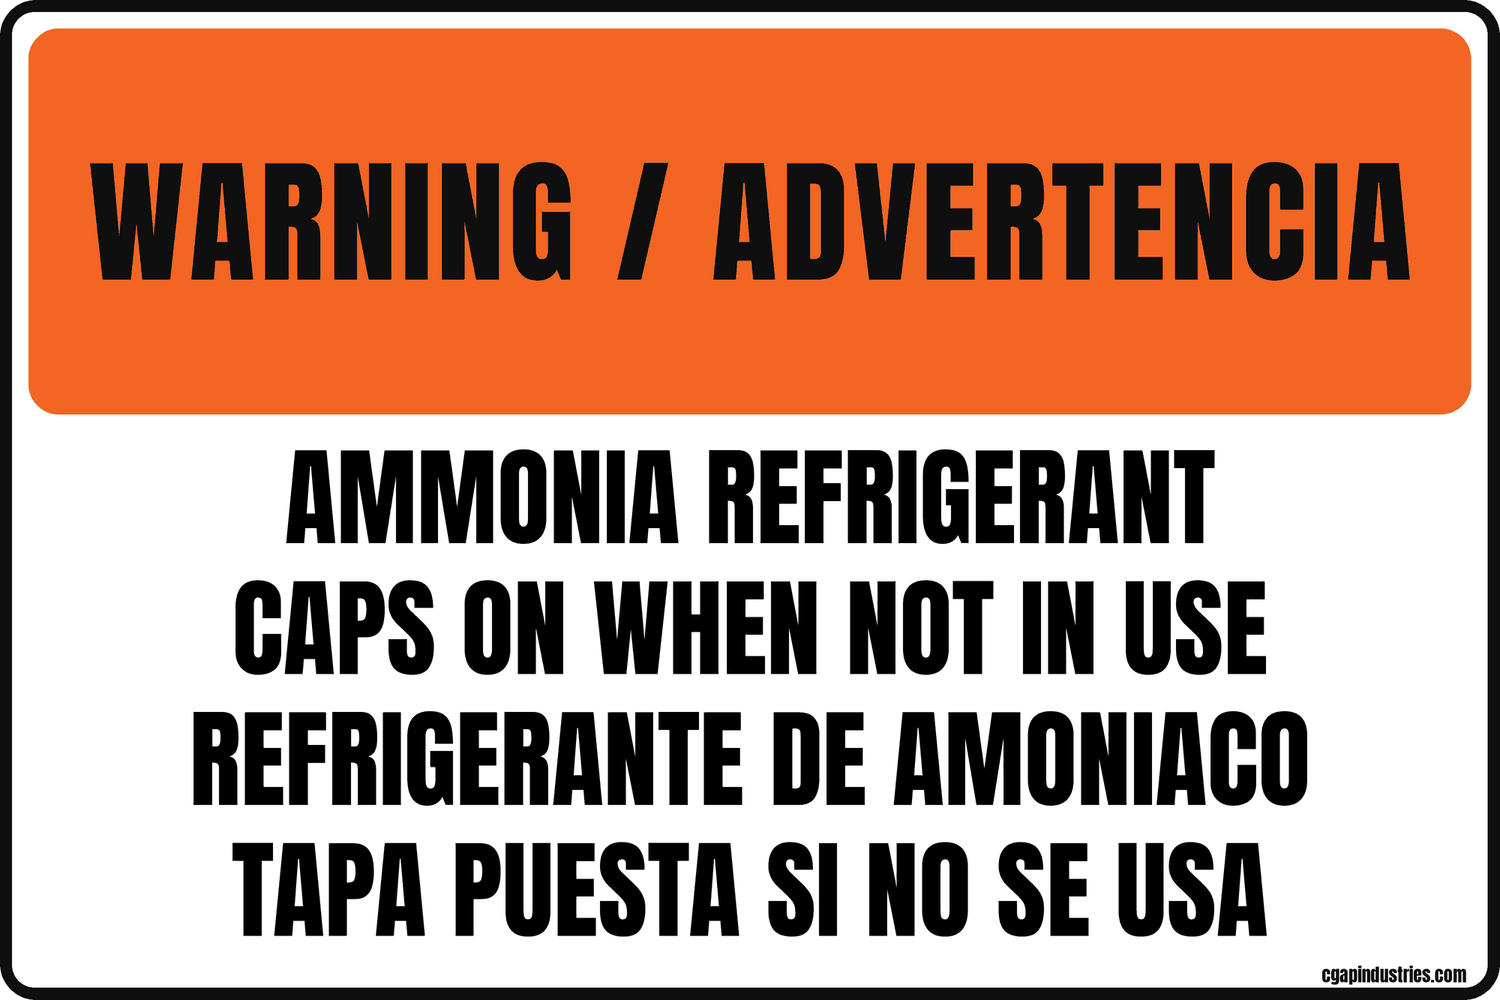 WARNING / ADVERTENCIA
AMMONIA REFRIGERANT
CAPS ON WHEN NOT IN USE
REFRIGERANTE DE AMONIACO
TAPA PUESTA SI NO SE USA
cgapindustries.com